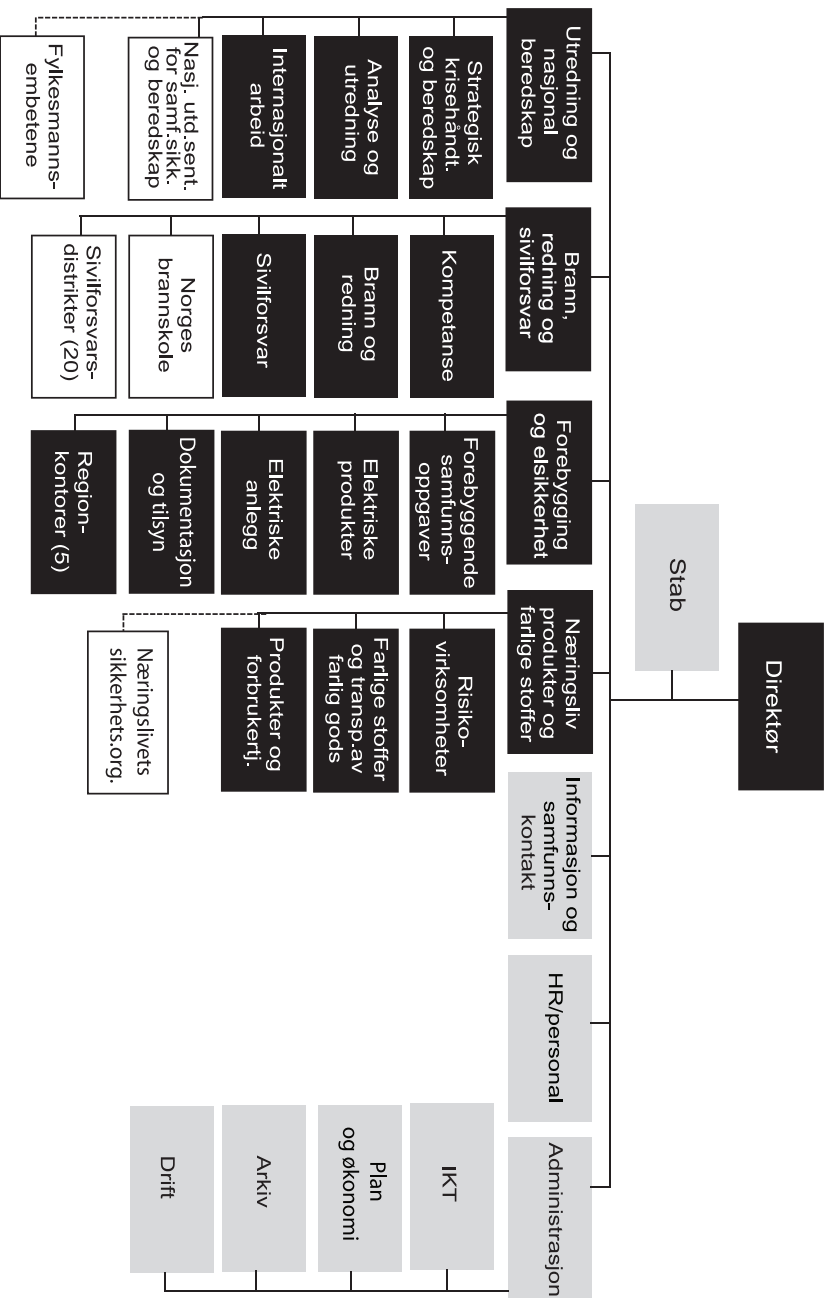 Direktør
Stab
Utredning og
nasjonal
beredskap
Strategisk
krisehåndt.
og beredskap
Analyse og
utredning
Internasjonalt
arbeid
Nasj. utd.sent.
for samf.sikk.
og beredskap
Fylkesmanns-
embetene
Brann,
redning og
sivilforsvar
Kompetanse
Brann og
redning
Sivilforsvar
Norges
brannskole
Sivilforsvars-
distrikter (20)
Forebygging
og elsikkerhet
Forebyggende
samfunns-
oppgaver
Elektriske
produkter
Elektriske
anlegg
Dokumentasjon
og tilsyn
Region-
kontorer (5)
Næringsliv
produkter og
farlige stoffer
Risiko-
virksomheter
Farlige stoffer
og transp.av
farlig gods
Produkter og
forbrukertj.
Næringslivets
sikkerhets.org.
Informasjon og
samfunns-
kontakt
HR/personal
Administrasjon
IKT
Plan
og økonomi
Arkiv
Drift